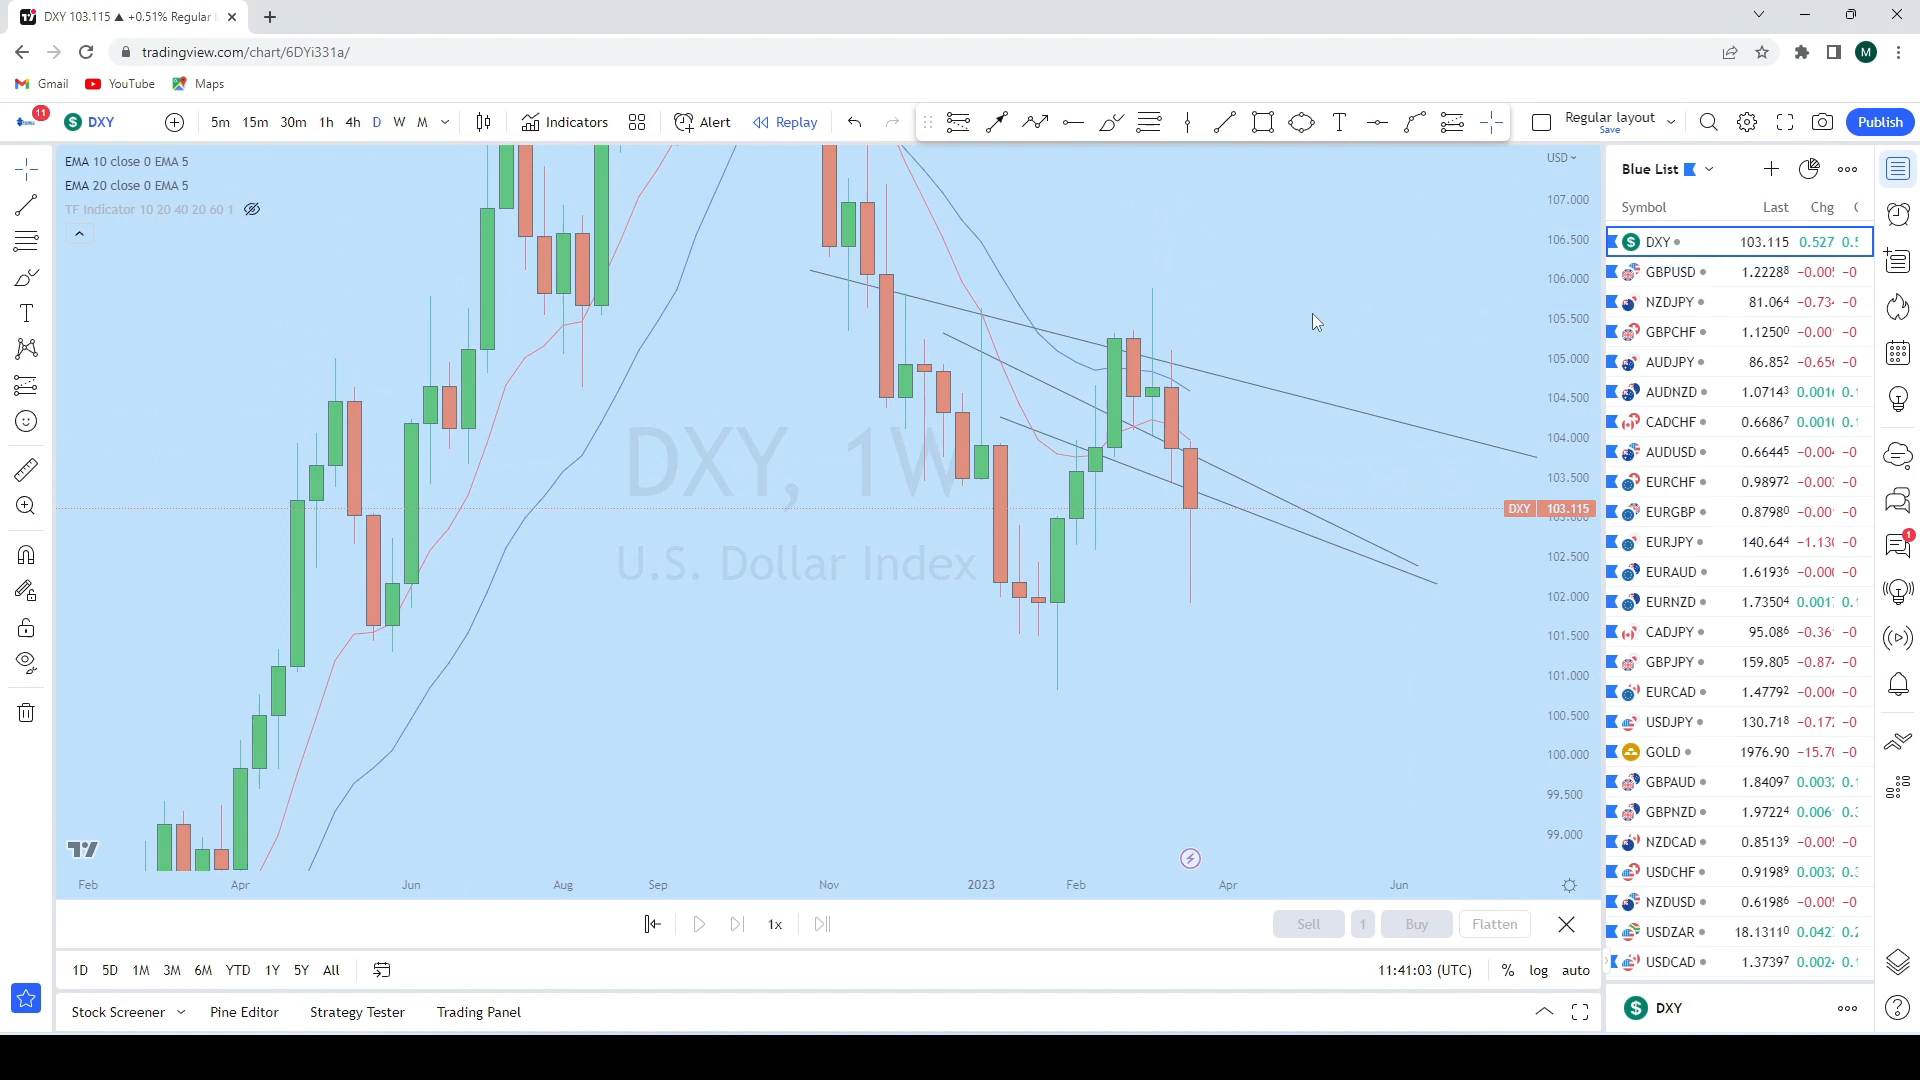 DXY 103.115 ▲ +0.51% Regular
tradingview.com/chart/6DYi331a/
M
Gmail YouTube Maps
11 DXY 5m 15m 30m 1h 4h D W M Indicators Alert Replay Regular layout Save Publish
EMA 10 close 0 EMA 5
EMA 20 close 0 EMA 5
TF Indicator 10 20 40 20 60 1
DXY, 1W
U.S. Dollar Index
USD
107.000
106.500
106.000
105.500
105.000
104.500
104.000
103.500
DXY 103.115
103.000
102.500
102.000
101.500
101.000
100.500
100.000
99.500
99.000
Feb Apr Jun Aug Sep Nov 2023 Feb Apr Jun
1x Sell 1 Buy Flatten
1D 5D 1M 3M 6M YTD 1Y 5Y All 11:41:03 (UTC) % log auto
Stock Screener Pine Editor Strategy Tester Trading Panel
Blue List
Symbol Last Chg
DXY 103.115 0.527
GBPUSD 1.22288
NZDJPY 81.064
GBPCHF 1.12500
AUDJPY 86.852
AUDNZD 1.07143
CADCHF 0.66867
AUDUSD 0.66445
EURCHF 0.98972
EURGBP 0.87980
EURJPY 140.644
EURAUD 1.61936
EURNZD 1.73504
CADJPY 95.086
GBPJPY 159.805
EURCAD 1.47792
USDJPY 130.718
GOLD 1976.90
GBPAUD 1.84097
GBPNZD 1.97224
NZDCAD 0.85139
USDCHF 0.91989
NZDUSD 0.61986
USDZAR 18.13110
USDCAD 1.37397
DXY
1